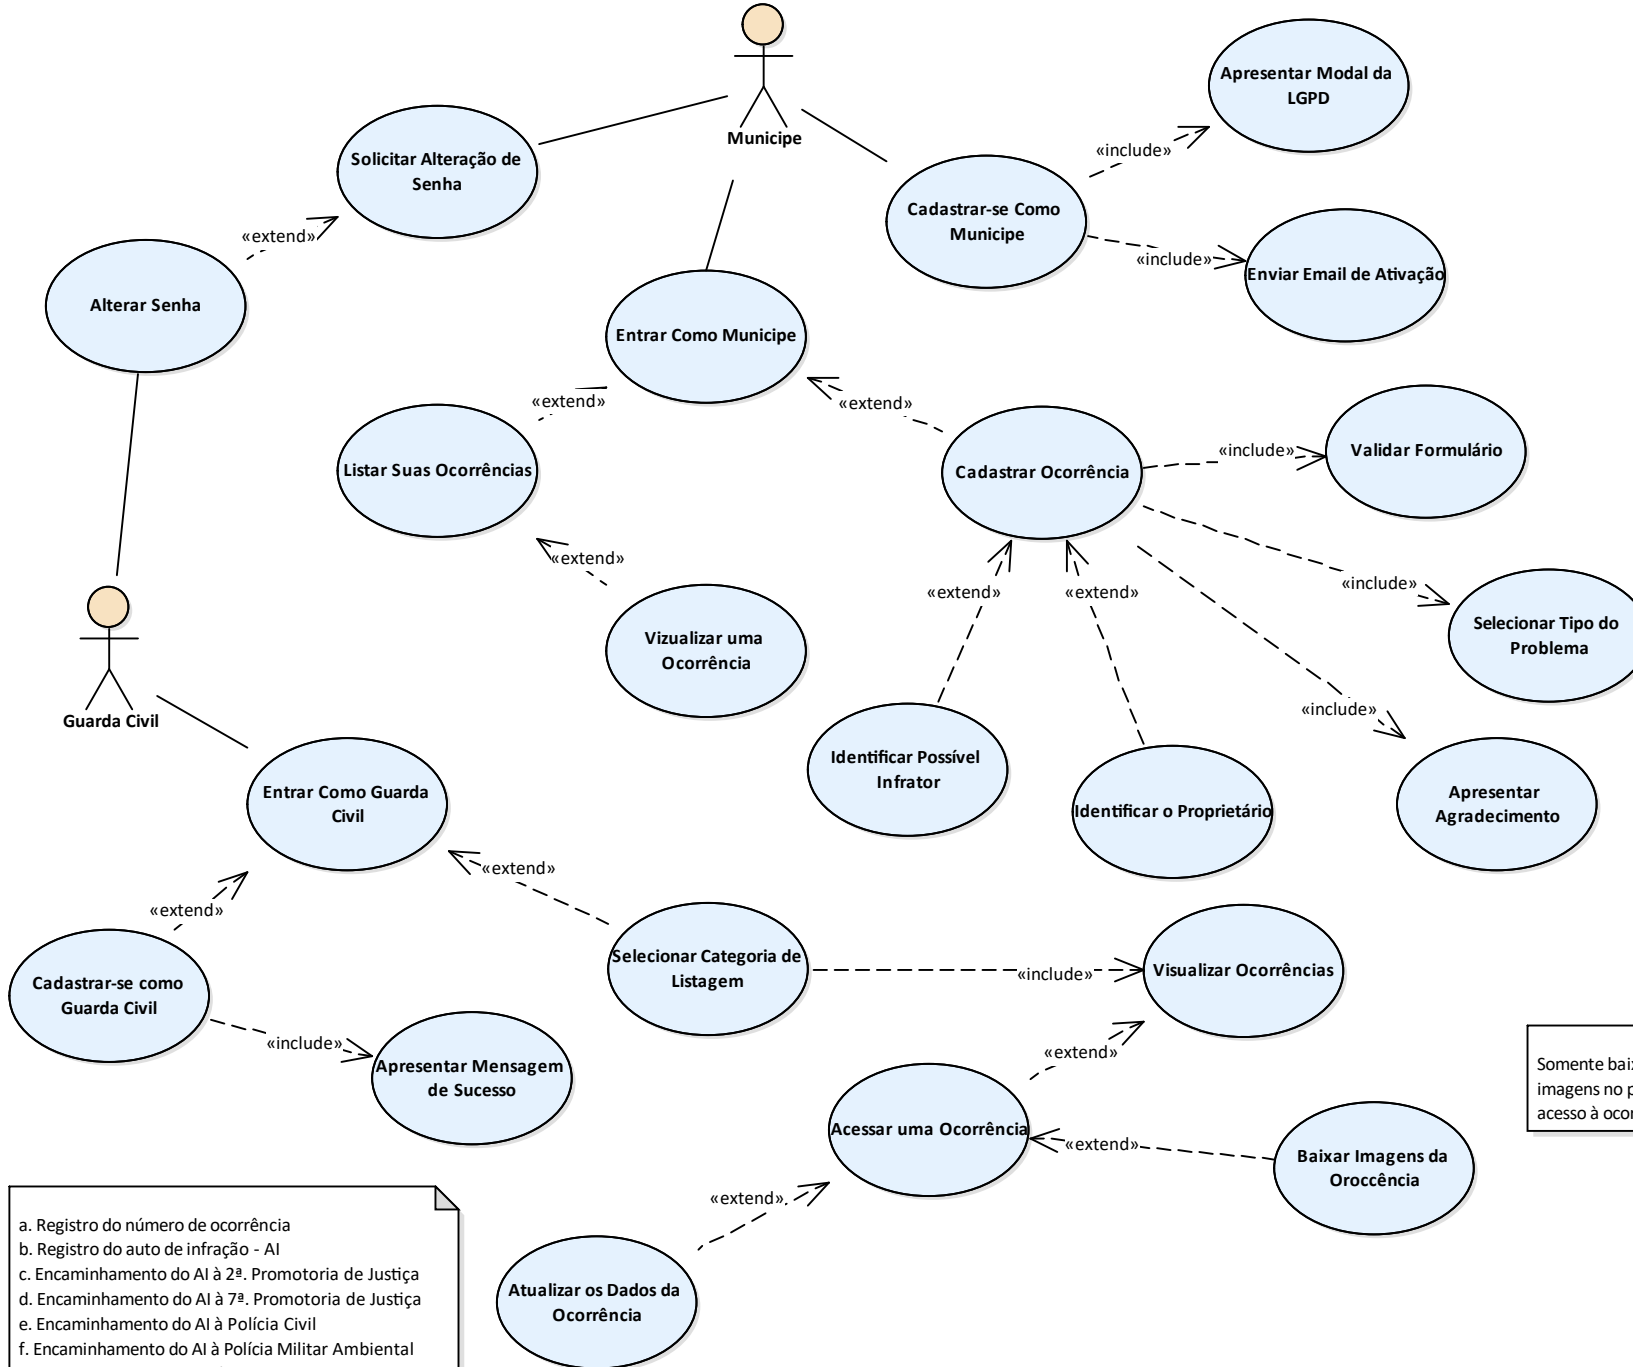 Apresentar Modal da
LGPD
Municipe
Solicitar Alteração de
Senha
«include»
Cadastrar-se Como
Municipe
«extend»
«include»
Enviar Email de Ativação
Alterar Senha
Entrar Como Municipe
«extend»
«extend»
Listar Suas Ocorrências
Cadastrar Ocorrência
«include»
Validar Formulário
«extend»
«extend»
«extend»
«include»
Vizualizar uma
Ocorrência
Selecionar Tipo do
Problema
Guarda Civil
«include»
Identificar Possível
Infrator
Identificar o Proprietário
Apresentar
Agradecimento
Entrar Como Guarda
Civil
«extend»
«extend»
Selecionar Categoria de
Listagem
«include»
Visualizar Ocorrências
Cadastrar-se como
Guarda Civil
«include»
Apresentar Mensagem
de Sucesso
«extend»
Somente
imagens no
acesso à
Acessar uma Ocorrência
«extend»
Baixar Imagens da
Oroccência
«extend»
Atualizar os Dados da
Ocorrência
a. Registro do número de ocorrência
b. Registro do auto de infração - AI
c. Encaminhamento do AI à 2ª. Promotoria de Justiça
d. Encaminhamento do AI à 7ª. Promotoria de Justiça
e. Encaminhamento do AI à Polícia Civil
f. Encaminhamento do AI à Polícia Militar Ambiental